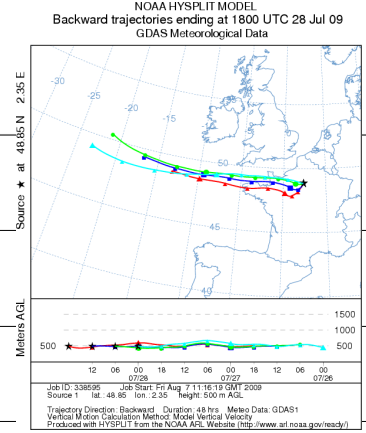 NOAA HYSPLIT MODEL
Backward trajectories ending at 1800 UTC 28 Jul 09
GDAS Meteorological Data
Source ★ at 48.85 N 2.35 E
-30
-25
-20
-15
50
45
40
Meters AGL
500
1500
1000
500
12 06 00 18 12 06 00 18 12 06 00
07/28 07/27 07/26
Job ID: 338595 Job Start: Fri Aug 7 11:16:19 GMT 2009
Source 1 lat.: 48.85 lon.: 2.35 height: 500 m AGL
Trajectory Direction: Backward Duration: 48 hrs Meteo Data: GDAS1
Vertical Motion Calculation Method: Model Vertical Velocity
Produced with HYSPLIT from the NOAA ARL Website (http://www.arl.noaa.gov/ready/)